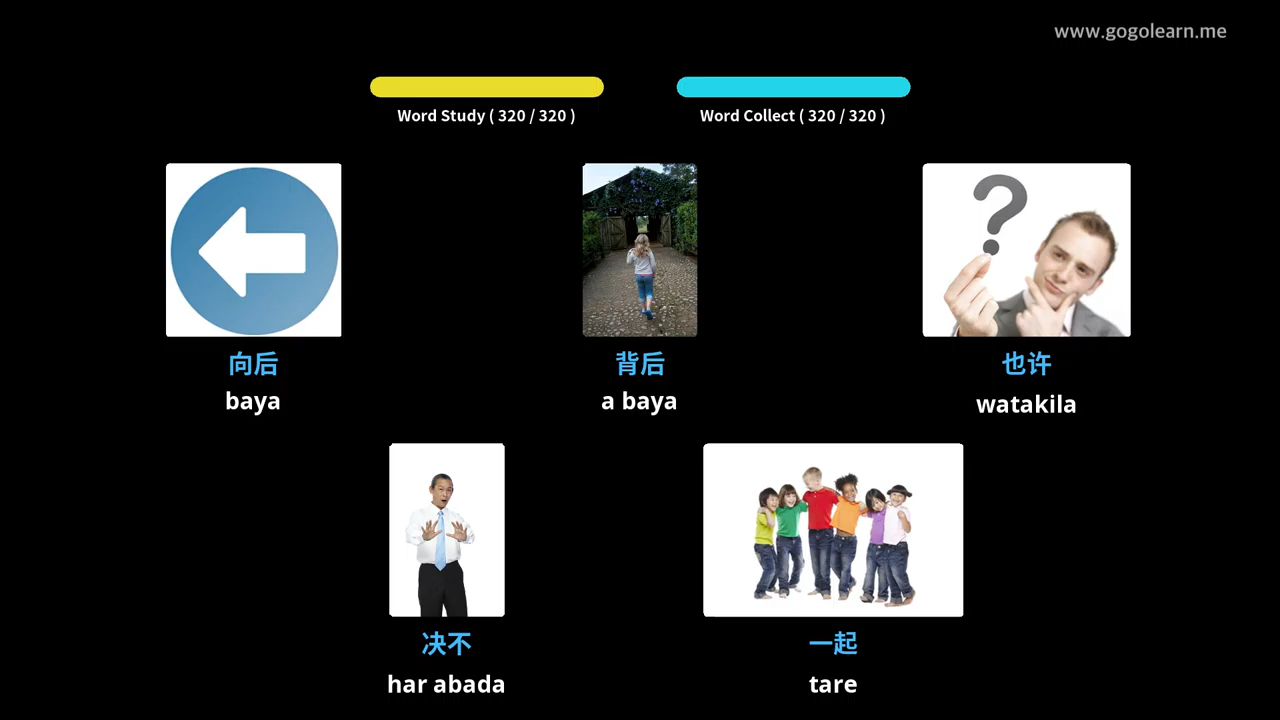 www.gogolearn.me
Word Study ( 320 / 320 )
Word Collect ( 320 / 320 )
向后
背后
也许
baya
a baya
watakila
决不
一起
har abada
tare